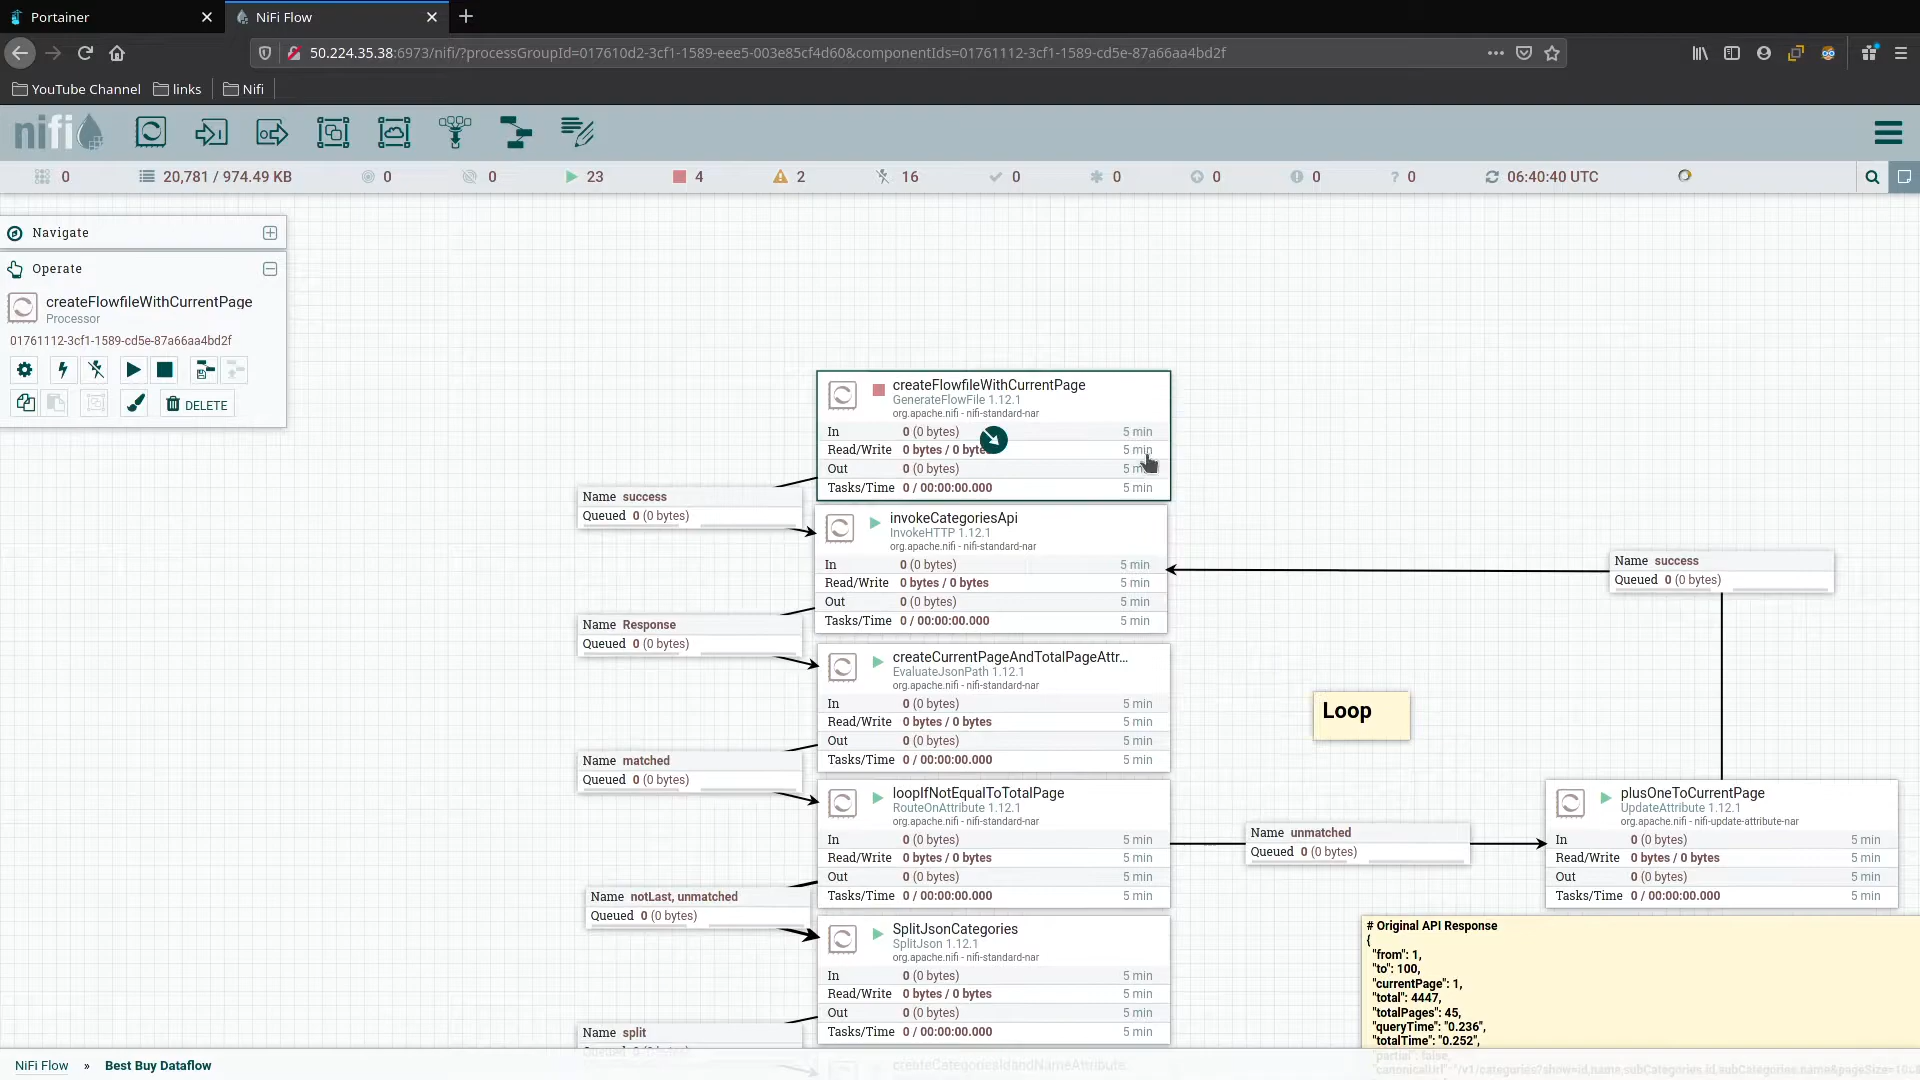 Portainer
NiFi Flow
50.224.35.38:6973/nifi/?processGroupId=017610d2-3cf1-1589-eee5-003e85cf4d60&componentIds=01761112-3cf1-1589-cd5e-87a66aa4bd2f
YouTube Channel links Nifi
nifi
0 20,781 / 974.49 KB 0 0 23 4 2 16 0 0 0 0 ? 0 06:40:40 UTC
Navigate
Operate
createFlowfileWithCurrentPage
Processor
01761112-3cf1-1589-cd5e-87a66aa4bd2f
DELETE
createFlowfileWithCurrentPage
GenerateFlowFile 1.12.1
org.apache.nifi - nifi-standard-nar
In 0 (0 bytes) 5 min
Read/Write 0 bytes / 0 bytes 5 min
Out 0 (0 bytes) 5 min
Tasks/Time 0 / 00:00:00.000 5 min
Name success
Queued 0 (0 bytes)
invokeCategoriesApi
InvokeHTTP 1.12.1
org.apache.nifi - nifi-standard-nar
In 0 (0 bytes) 5 min
Read/Write 0 bytes / 0 bytes 5 min
Out 0 (0 bytes) 5 min
Tasks/Time 0 / 00:00:00.000 5 min
Name success
Queued 0 (0 bytes)
Name Response
Queued 0 (0 bytes)
createCurrentPageAndTotalPageAttr...
EvaluateJsonPath 1.12.1
org.apache.nifi - nifi-standard-nar
In 0 (0 bytes) 5 min
Read/Write 0 bytes / 0 bytes 5 min
Out 0 (0 bytes) 5 min
Tasks/Time 0 / 00:00:00.000 5 min
Loop
Name matched
Queued 0 (0 bytes)
loopIfNotEqualToTotalPage
RouteOnAttribute 1.12.1
org.apache.nifi - nifi-standard-nar
In 0 (0 bytes) 5 min
Read/Write 0 bytes / 0 bytes 5 min
Out 0 (0 bytes) 5 min
Tasks/Time 0 / 00:00:00.000 5 min
Name unmatched
Queued 0 (0 bytes)
plusOneToCurrentPage
UpdateAttribute 1.12.1
org.apache.nifi - nifi-update-attribute-nar
In 0 (0 bytes) 5 min
Read/Write 0 bytes / 0 bytes 5 min
Out 0 (0 bytes) 5 min
Tasks/Time 0 / 00:00:00.000 5 min
Name notLast, unmatched
Queued 0 (0 bytes)
SplitJsonCategories
SplitJson 1.12.1
org.apache.nifi - nifi-standard-nar
In 0 (0 bytes) 5 min
Read/Write 0 bytes / 0 bytes 5 min
Out 0 (0 bytes) 5 min
Tasks/Time 0 / 00:00:00.000 5 min
# Original API Response
{
"from": 1,
"to": 100,
"currentPage": 1,
"total": 4447,
"totalPages": 45,
"queryTime": "0.236",
"totalTime": "0.252",
"partial": false,
Name split
Queued 0 (0 bytes)
createCategoriesIdandNameAttribute
NiFi Flow » Best Buy Dataflow